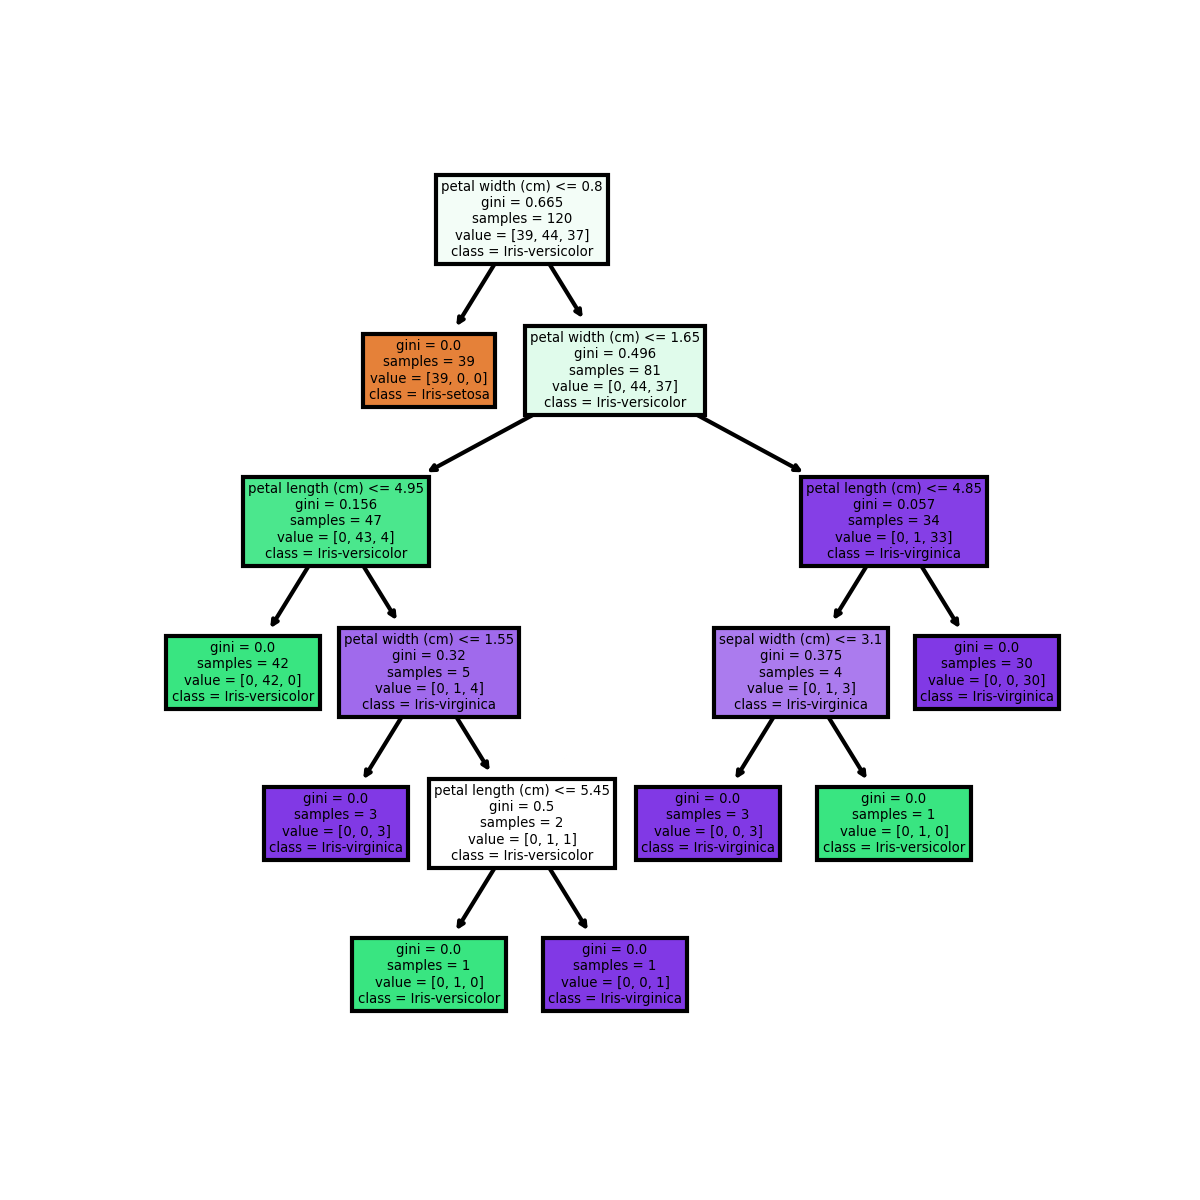 petal width (cm) <= 0.8
gini = 0.665
samples = 120
value = [39, 44, 37]
class = Iris-versicolor
gini = 0.0
samples = 39
value = [39, 0, 0]
class = Iris-setosa
petal width (cm) <= 1.65
gini = 0.496
samples = 81
value = [0, 44, 37]
class = Iris-versicolor
petal length (cm) <= 4.95
gini = 0.156
samples = 47
value = [0, 43, 4]
class = Iris-versicolor
petal length (cm) <= 4.85
gini = 0.057
samples = 34
value = [0, 1, 33]
class = Iris-virginica
gini = 0.0
samples = 42
value = [0, 42, 0]
class = Iris-versicolor
petal width (cm) <= 1.55
gini = 0.32
samples = 5
value = [0, 1, 4]
class = Iris-virginica
sepal width (cm) <= 3.1
gini = 0.375
samples = 4
value = [0, 1, 3]
class = Iris-virginica
gini = 0.0
samples = 30
value = [0, 0, 30]
class = Iris-virginica
gini = 0.0
samples = 3
value = [0, 0, 3]
class = Iris-virginica
petal length (cm) <= 5.45
gini = 0.5
samples = 2
value = [0, 1, 1]
class = Iris-versicolor
gini = 0.0
samples = 3
value = [0, 0, 3]
class = Iris-virginica
gini = 0.0
samples = 1
value = [0, 1, 0]
class = Iris-versicolor
gini = 0.0
samples = 1
value = [0, 1, 0]
class = Iris-versicolor
gini = 0.0
samples = 1
value = [0, 0, 1]
class = Iris-virginica